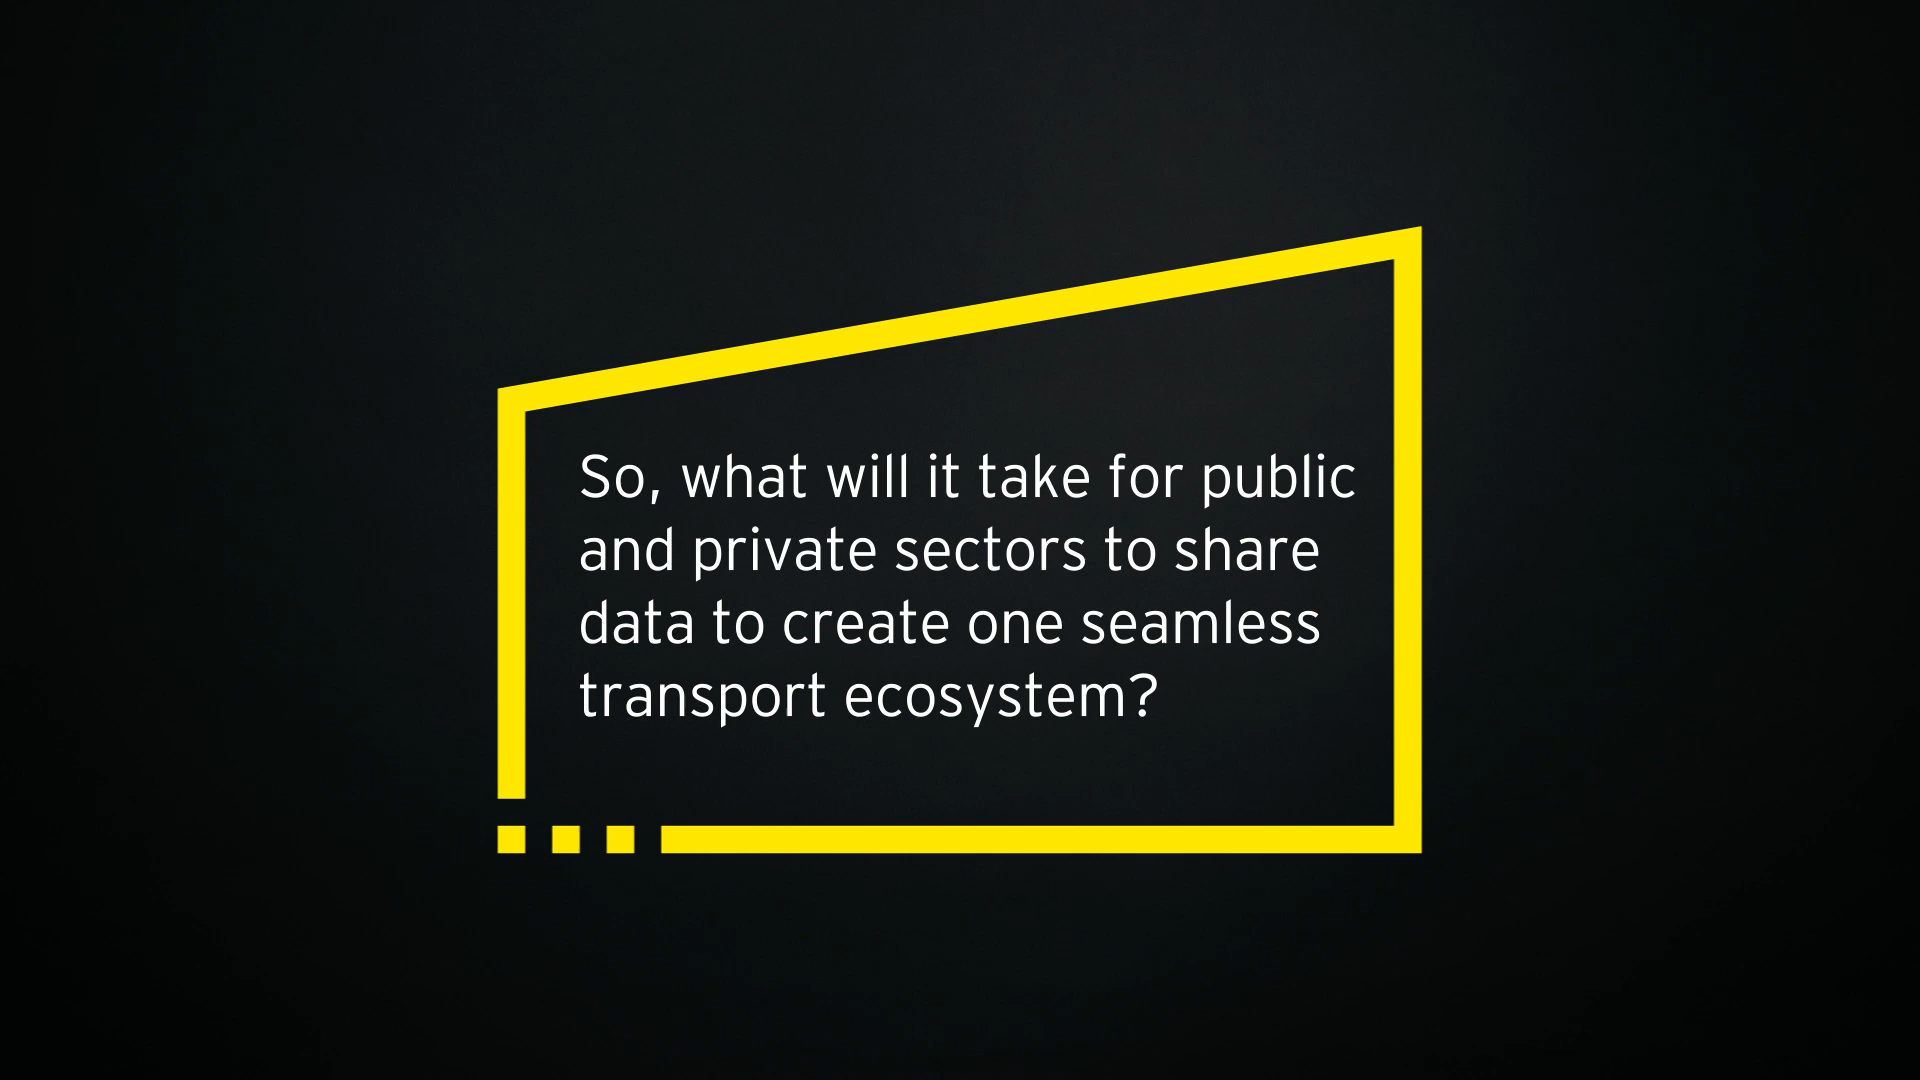 So, what will it take for public
and private sectors to share
data to create one seamless
transport ecosystem?